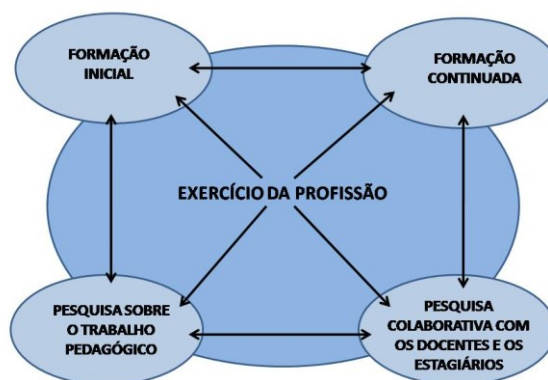 FORMAÇÃO
INICIAL
FORMAÇÃO
CONTINUADA
EXERCÍCIO DA PROFISSÃO
PESQUISA SOBRE
O TRABALHO
PEDAGÓGICO
PESQUISA
COLABORATIVA COM
OS DOCENTES E OS
ESTAGIÁRIOS